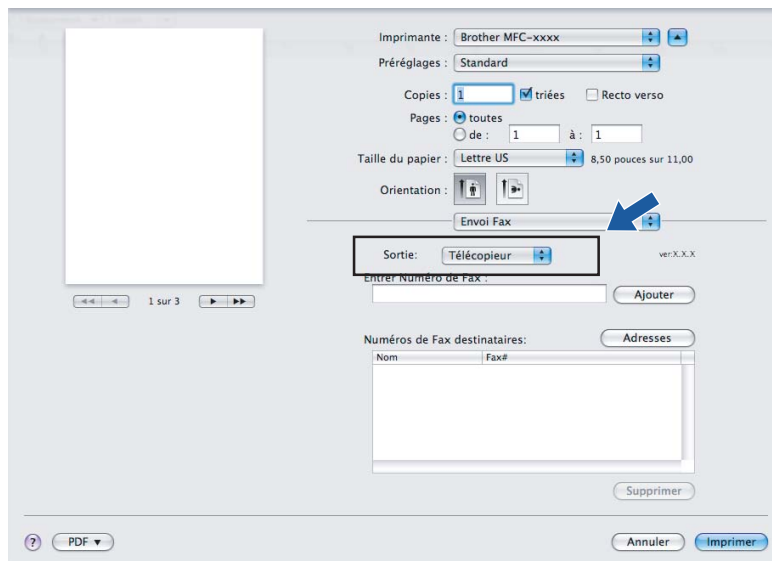 Imprimante : Brother MFC-xxxx
Préréglages : Standard
Copies : 1 triées Recto verso
Pages : toutes
de : 1 à : 1
Taille du papier : Lettre US 8,50 pouces sur 11,00
Orientation :
Envoi Fax
Sortie: Télécopieur ver:X.X.X
Entrer Numéro de Fax :
Ajouter
1 sur 3
Numéros de Fax destinataires: Adresses
Nom Fax#
Supprimer
? PDF ▼ Annuler Imprimer